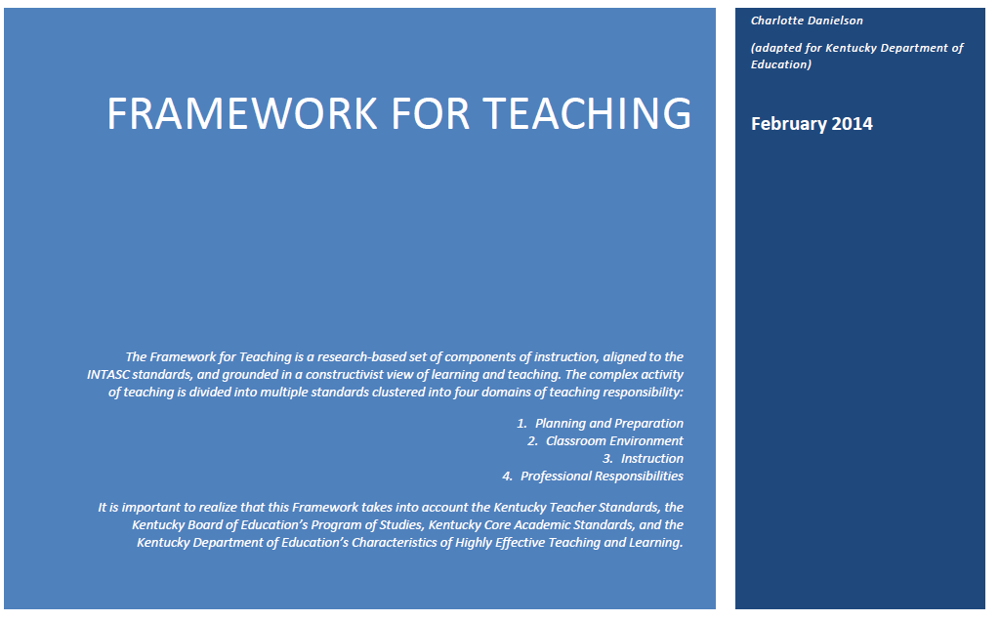 FRAMEWORK FOR TEACHING
The Framework for Teaching is a research-based set of components of instruction, aligned to the
INTASC standards, and grounded in a constructivist view of learning and teaching. The complex activity
of teaching is divided into multiple standards clustered into four domains of teaching responsibility:
1. Planning and Preparation
2. Classroom Environment
3. Instruction
4. Professional Responsibilities
It is important to realize that this Framework takes into account the Kentucky Teacher Standards, the
Kentucky Board of Education’s Program of Studies, Kentucky Core Academic Standards, and the
Kentucky Department of Education’s Characteristics of Highly Effective Teaching and Learning.
Charlotte Danielson
(adapted for Kentucky Department of
Education)
February 2014